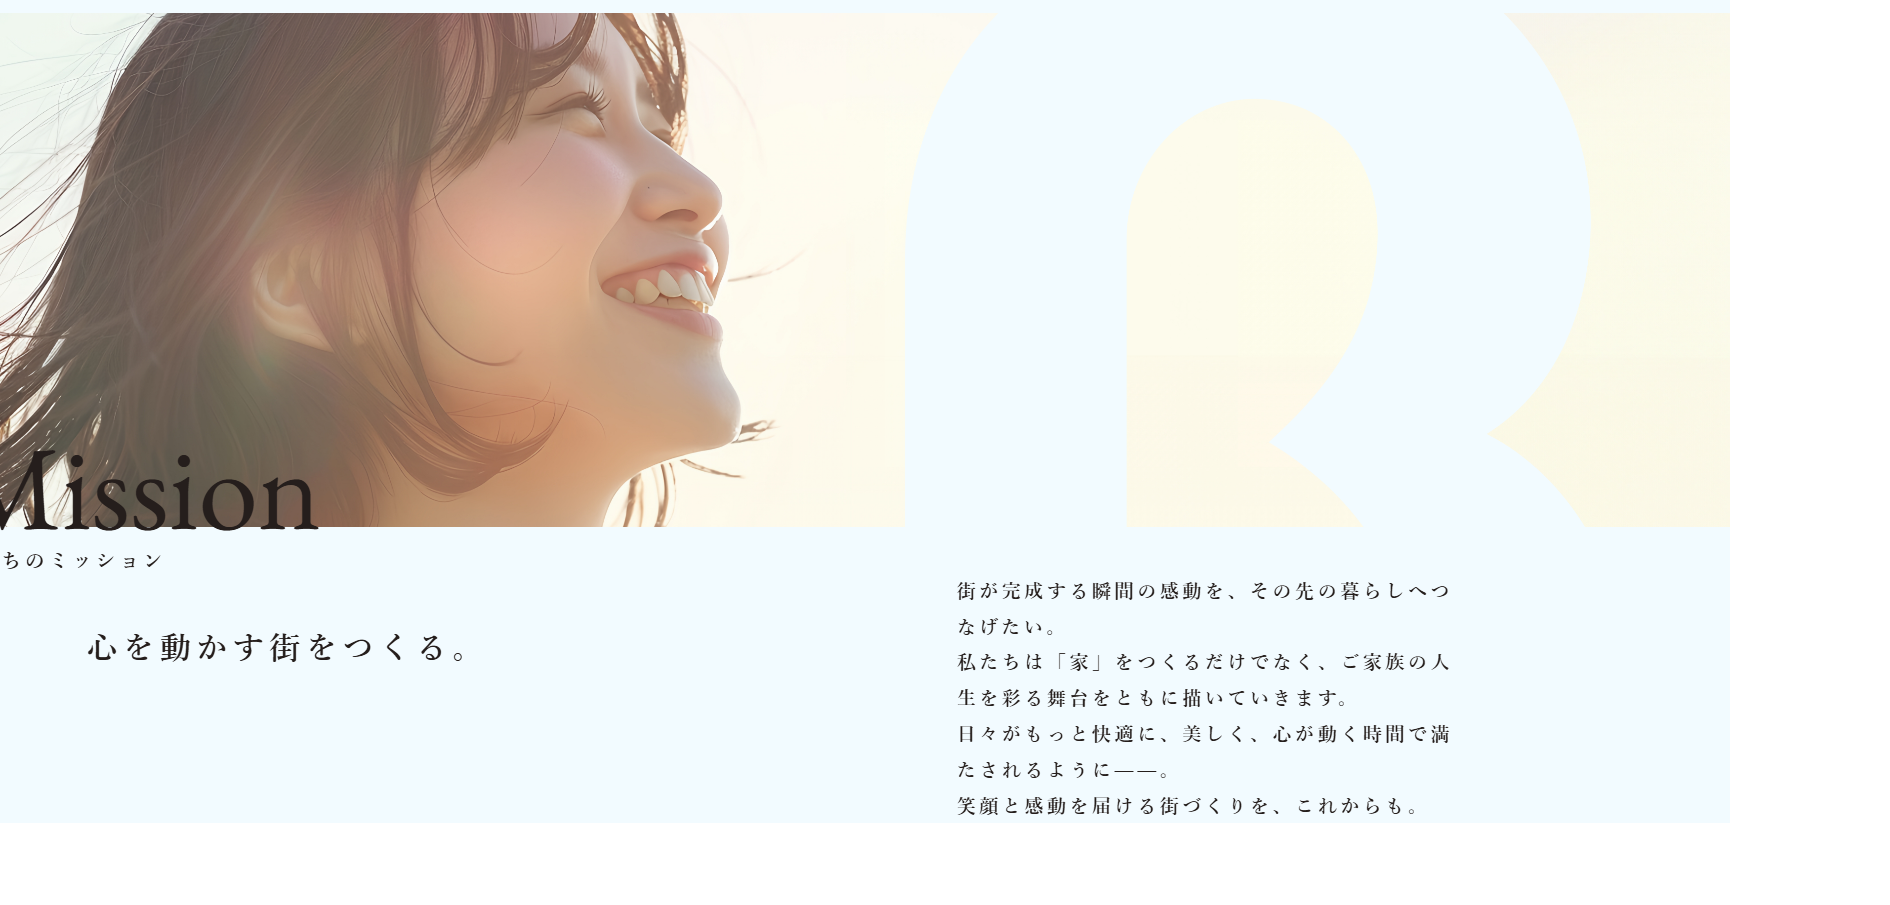 Mission
ちのミッション
心を動かす街をつくる。
街が完成する瞬間の感動を、その先の暮らしへつ
なげたい。
私たちは「家」をつくるだけでなく、ご家族の人
生を彩る舞台をともに描いていきます。
日々がもっと快適に、美しく、心が動く時間で満
たされるように——。
笑顔と感動を届ける街づくりを、これからも。